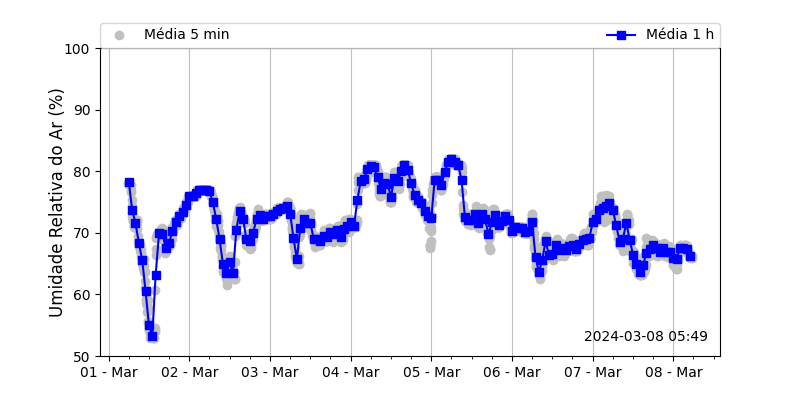 Média 5 min
Média 1 h
Umidade Relativa do Ar (%)
100
90
80
70
60
50
2024-03-08 05:49
01 - Mar
02 - Mar
03 - Mar
04 - Mar
05 - Mar
06 - Mar
07 - Mar
08 - Mar